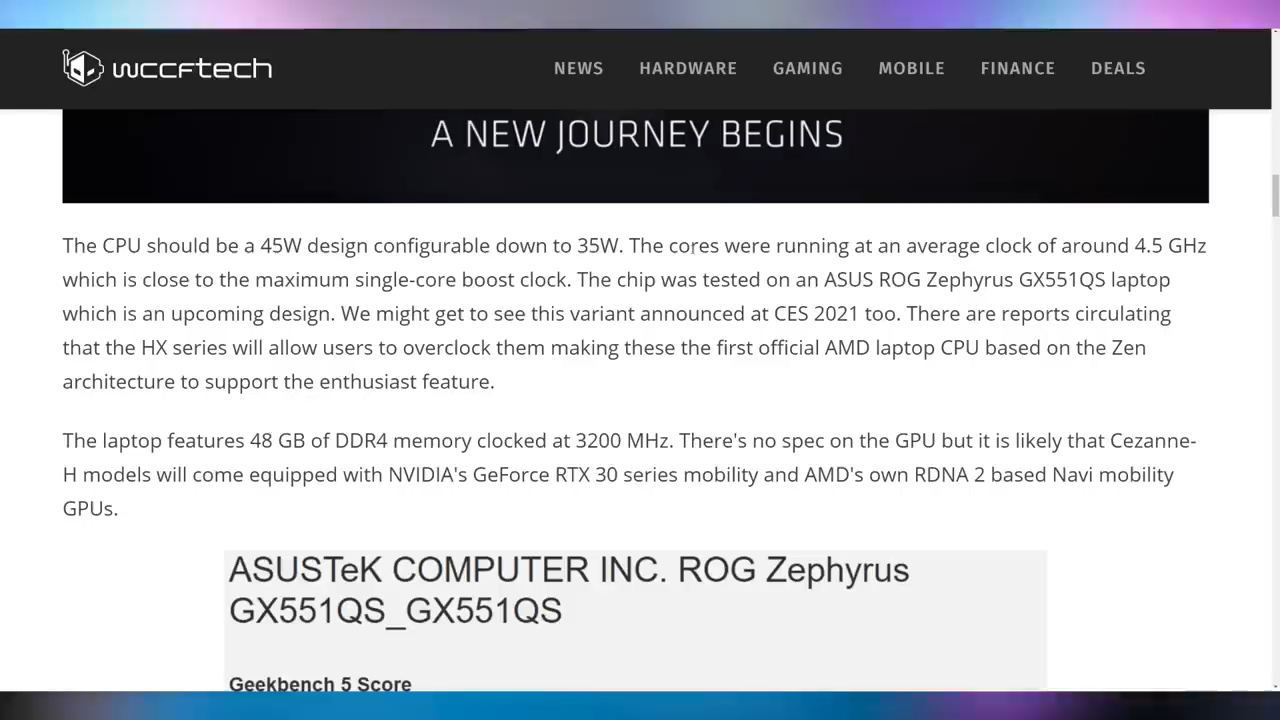 wccftech
NEWS HARDWARE GAMING MOBILE FINANCE DEALS
A NEW JOURNEY BEGINS
The CPU should be a 45W design configurable down to 35W. The cores were running at an average clock of around 4.5 GHz
which is close to the maximum single-core boost clock. The chip was tested on an ASUS ROG Zephyrus GX551QS laptop
which is an upcoming design. We might get to see this variant announced at CES 2021 too. There are reports circulating
that the HX series will allow users to overclock them making these the first official AMD laptop CPU based on the Zen
architecture to support the enthusiast feature.
The laptop features 48 GB of DDR4 memory clocked at 3200 MHz. There's no spec on the GPU but it is likely that Cezanne-
H models will come equipped with NVIDIA's GeForce RTX 30 series mobility and AMD's own RDNA 2 based Navi mobility
GPUs.
ASUSTeK COMPUTER INC. ROG Zephyrus
GX551QS_GX551QS
Geekbench 5 Score